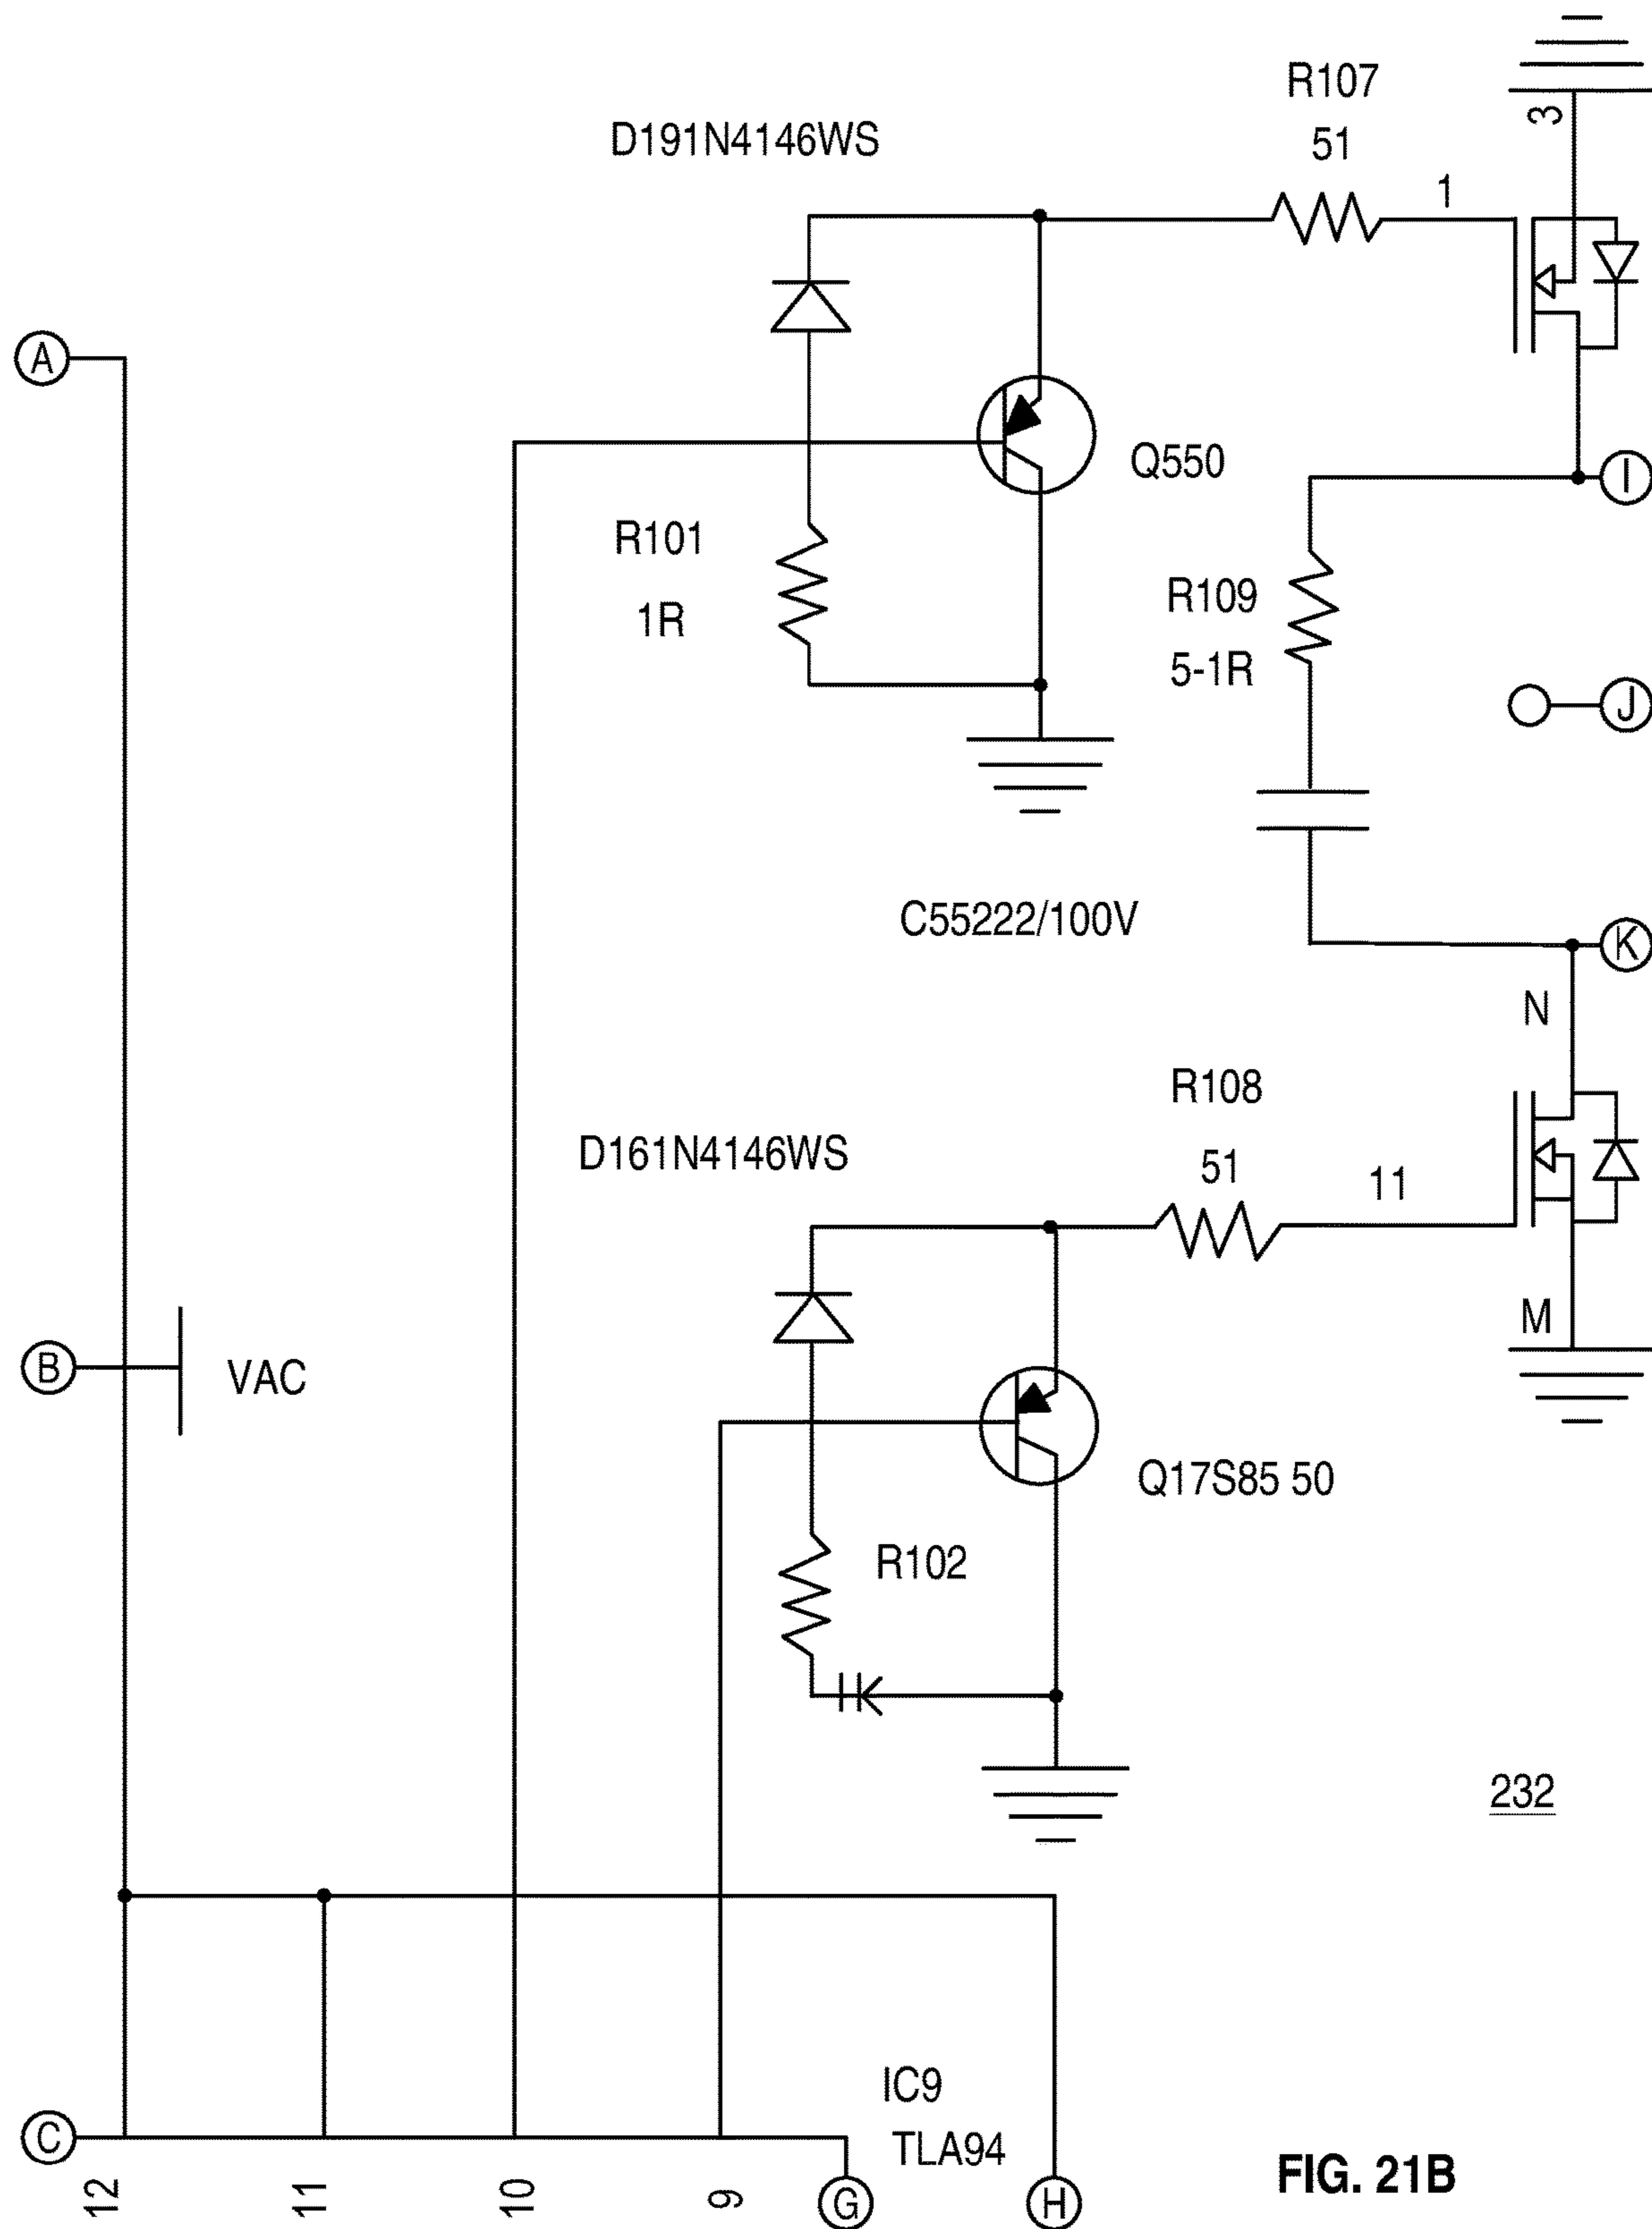 R107
51
3
D191N4146WS
1
A
Q550
I
R101
1R
R109
5-1R
J
C55222/100V
K
N
R108
51
11
D161N4146WS
M
B
VAC
Q17S85 50
R102
232
IC9
TLA94
C
12
11
10
9
G
H
FIG. 21B